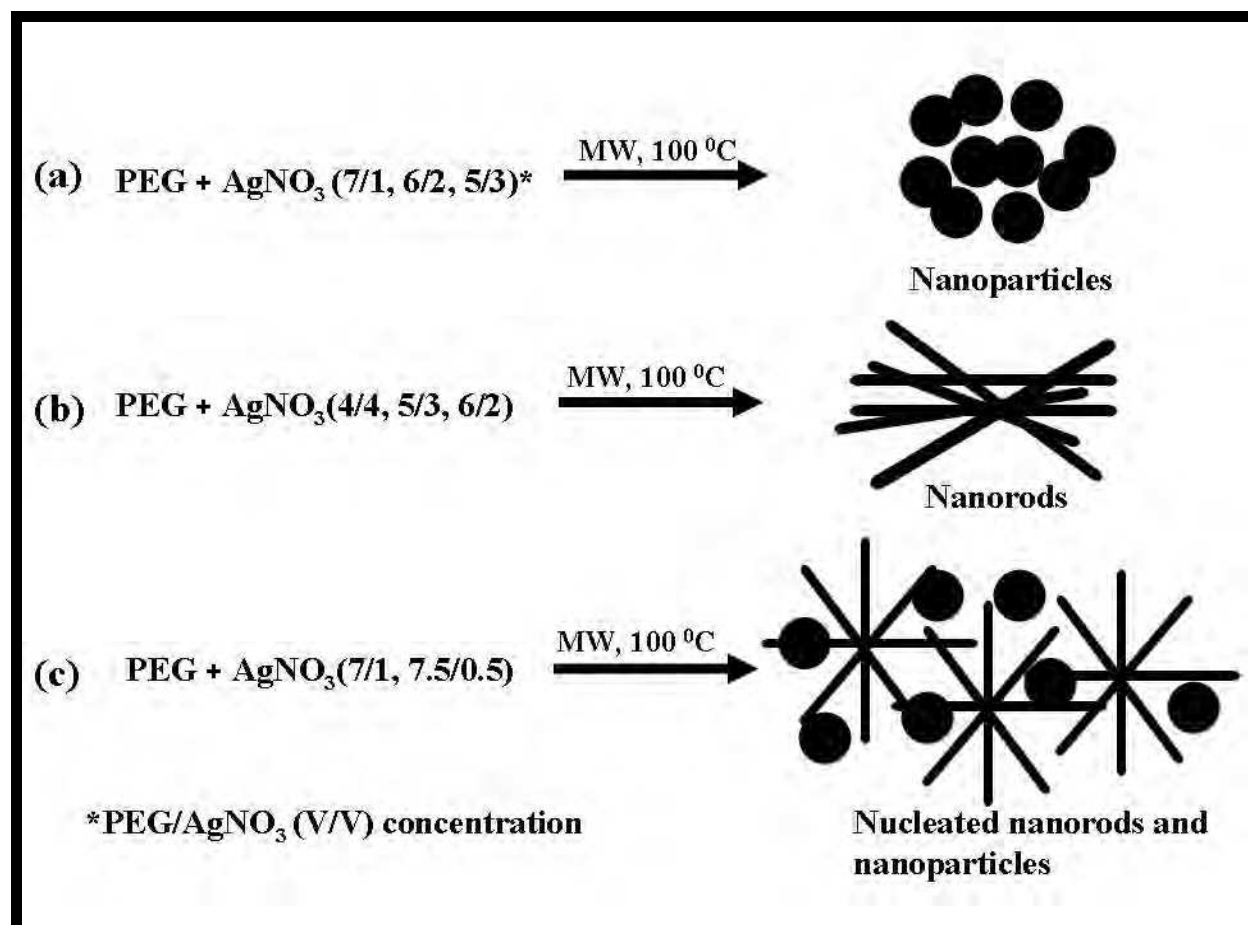 (a) PEG + AgNO₃ (7/1, 6/2, 5/3)* MW, 100 ⁰C
Nanoparticles
(b) PEG + AgNO₃(4/4, 5/3, 6/2) MW, 100 ⁰C
Nanorods
(c) PEG + AgNO₃(7/1, 7.5/0.5) MW, 100 ⁰C
*PEG/AgNO₃ (V/V) concentration
Nucleated nanorods and
nanoparticles